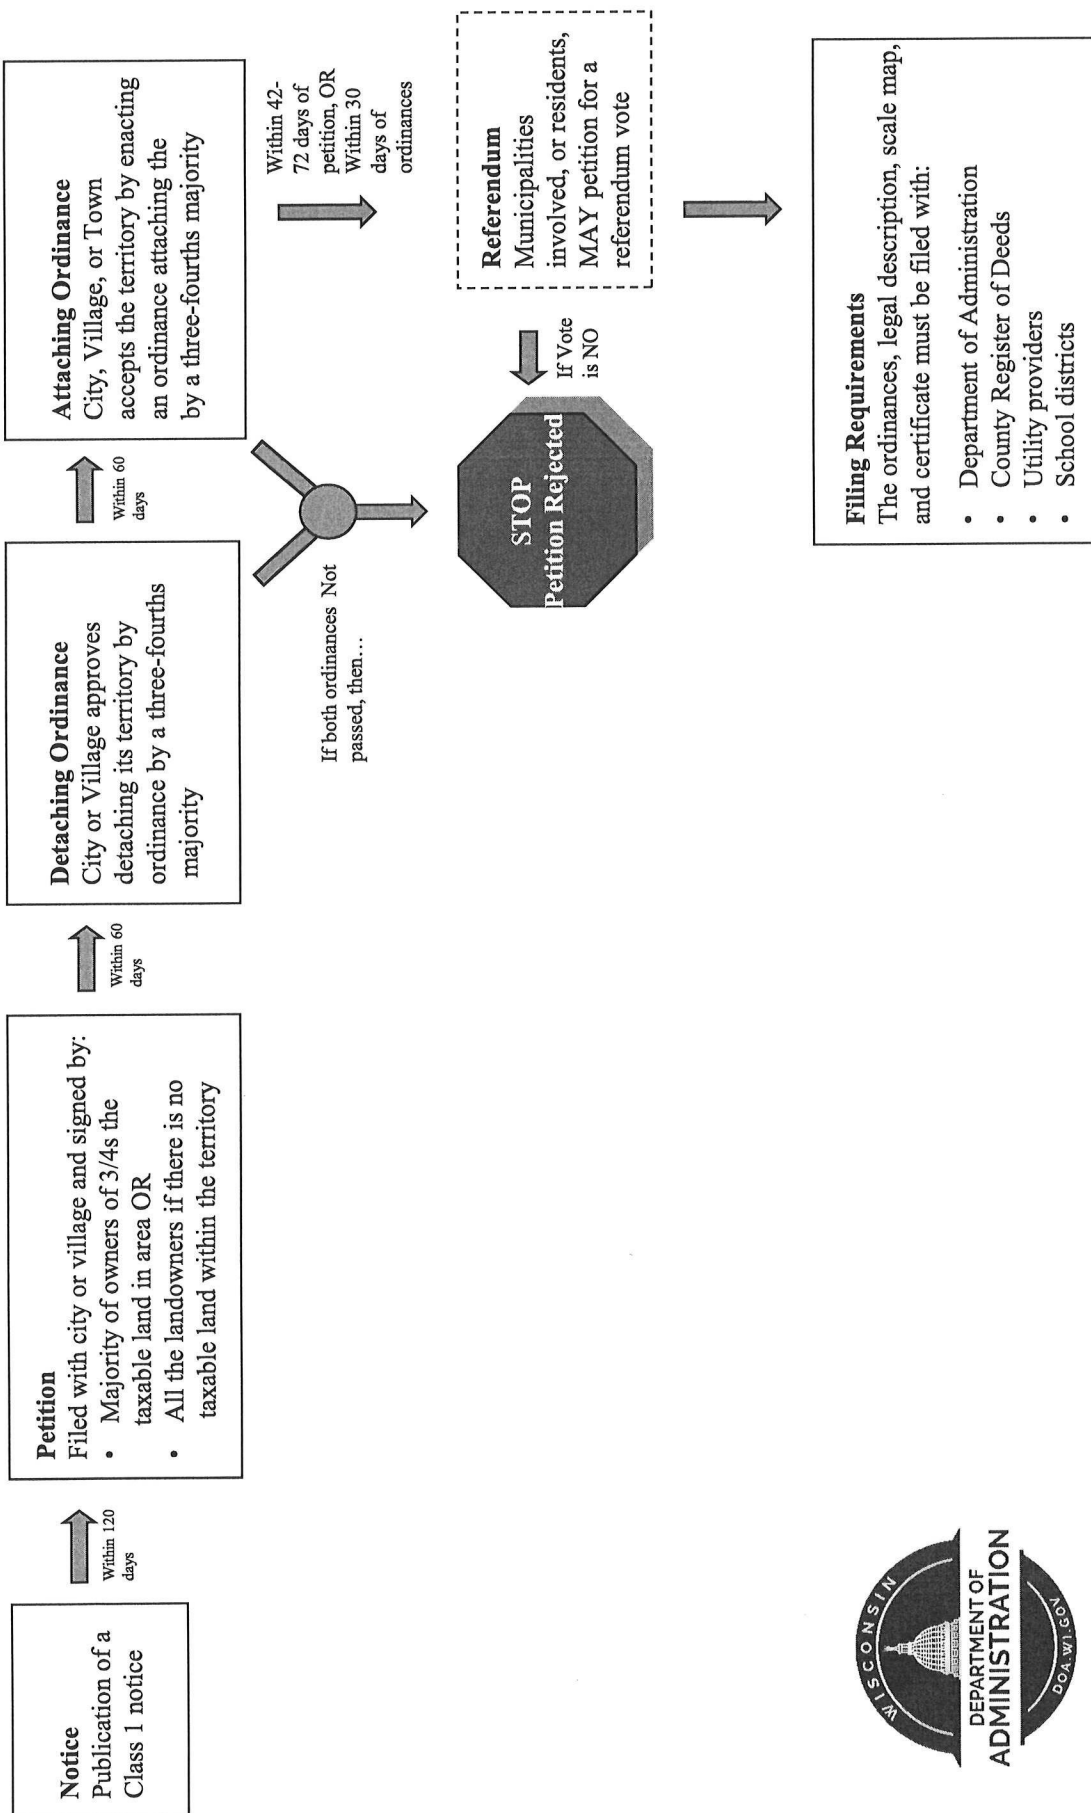 Notice
Publication of a
Class 1 notice
Within 120
days
Petition
Filed with city or village and signed by:
• Majority of owners of 3/4s the
taxable land in area OR
• All the landowners if there is no
taxable land within the territory
Within 60
days
Detaching Ordinance
City or Village approves
detaching its territory by
ordinance by a three-fourths
majority
Within 60
days
Attaching Ordinance
City, Village, or Town
accepts the territory by enacting
an ordinance attaching the
by a three-fourths majority
If both ordinances Not
passed, then…
Within 42-
72 days of
petition, OR
Within 30
days of
ordinances
STOP
Petition Rejected
If Vote
is NO
Referendum
Municipalities
involved, or residents,
MAY petition for a
referendum vote
Filing Requirements
The ordinances, legal description, scale map,
and certificate must be filed with:
• Department of Administration
• County Register of Deeds
• Utility providers
• School districts
WISCONSIN
DEPARTMENT OF
ADMINISTRATION
DOA.WI.GOV